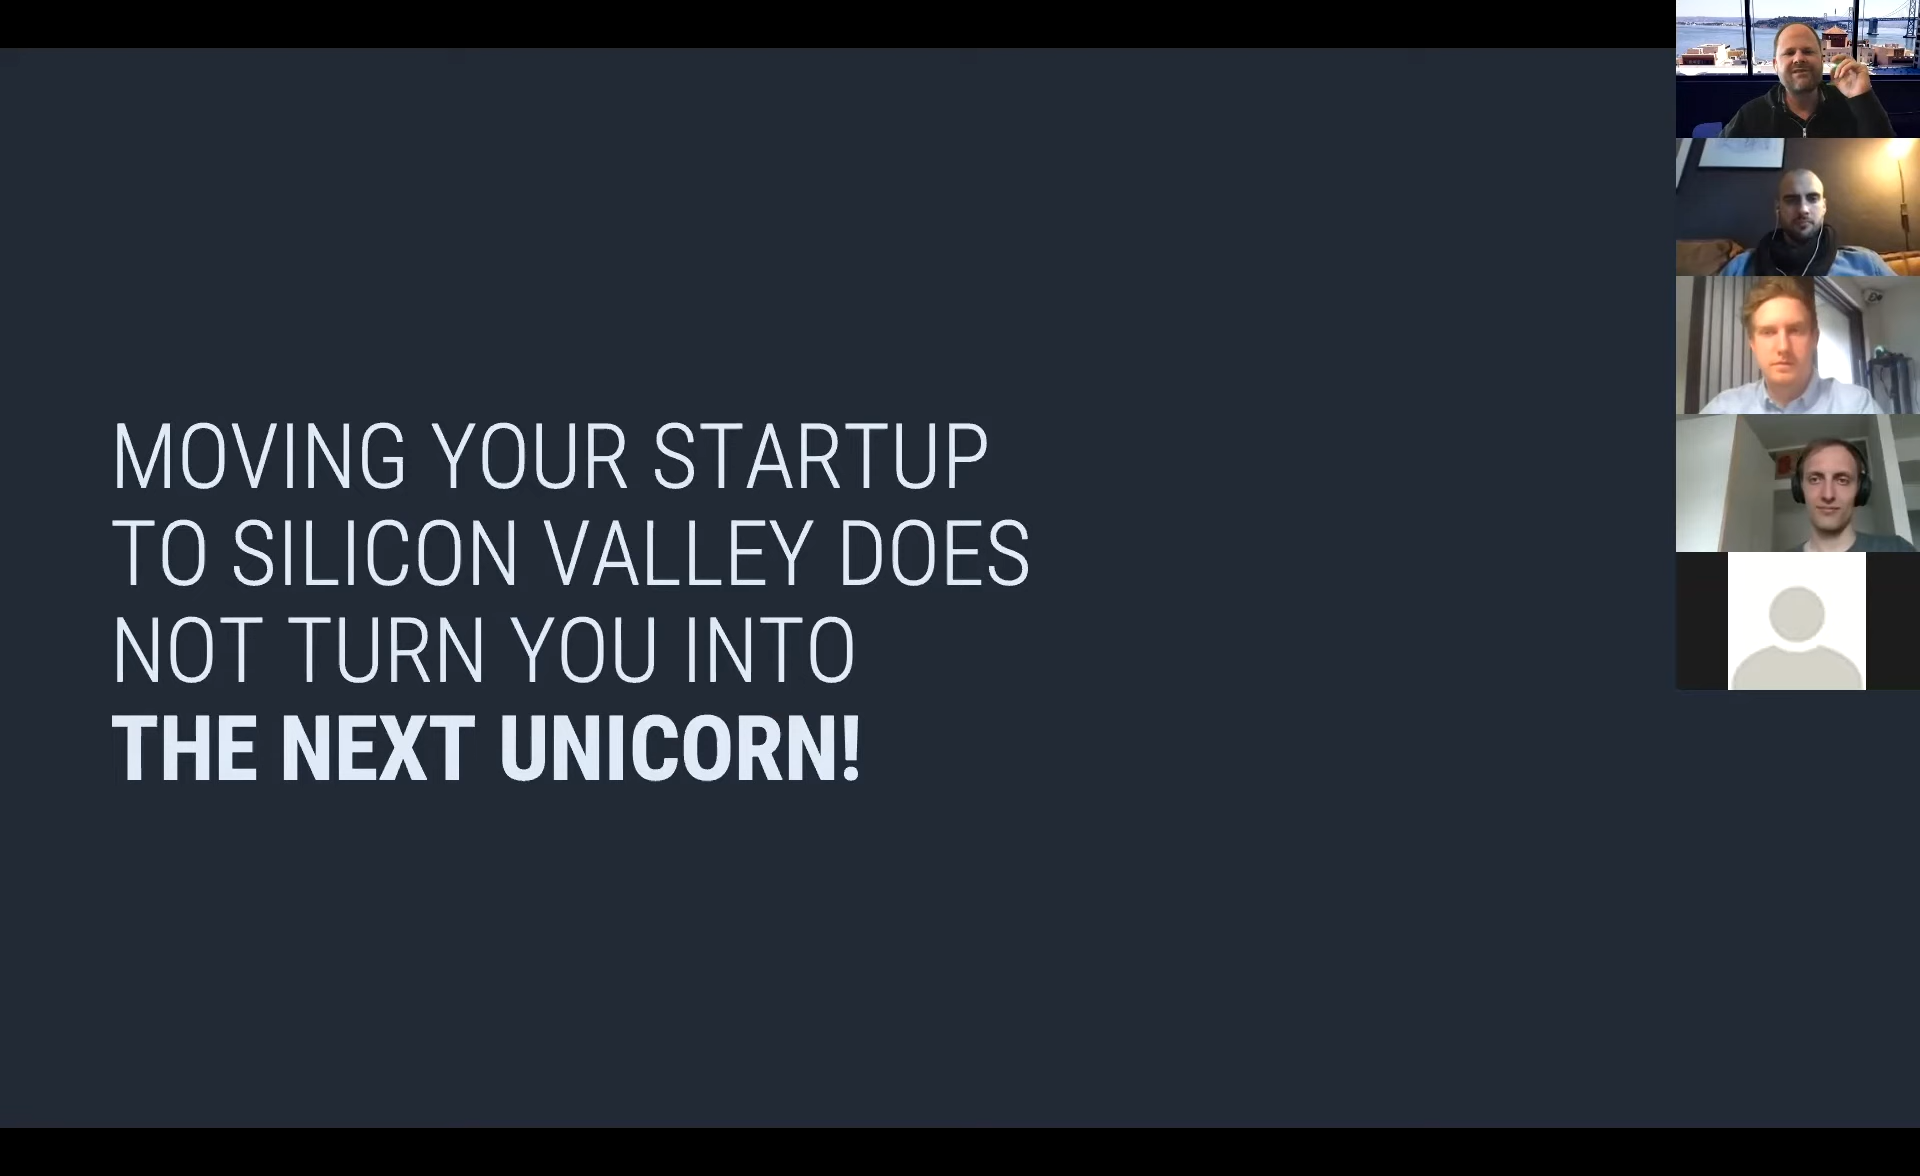 MOVING YOUR STARTUP
TO SILICON VALLEY DOES
NOT TURN YOU INTO
THE NEXT UNICORN!